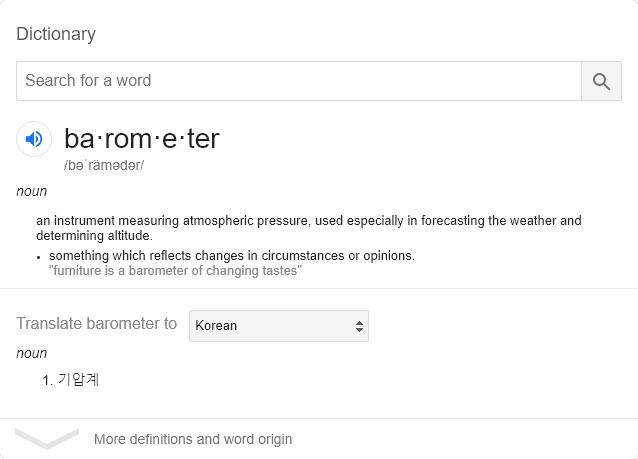 Dictionary
Search for a word
ba·rom·e·ter
/bəˈrämədər/
noun
an instrument measuring atmospheric pressure, used especially in forecasting the weather and
determining altitude.
• something which reflects changes in circumstances or opinions.
"furniture is a barometer of changing tastes"
Translate barometer to Korean
noun
1. 기압계
More definitions and word origin